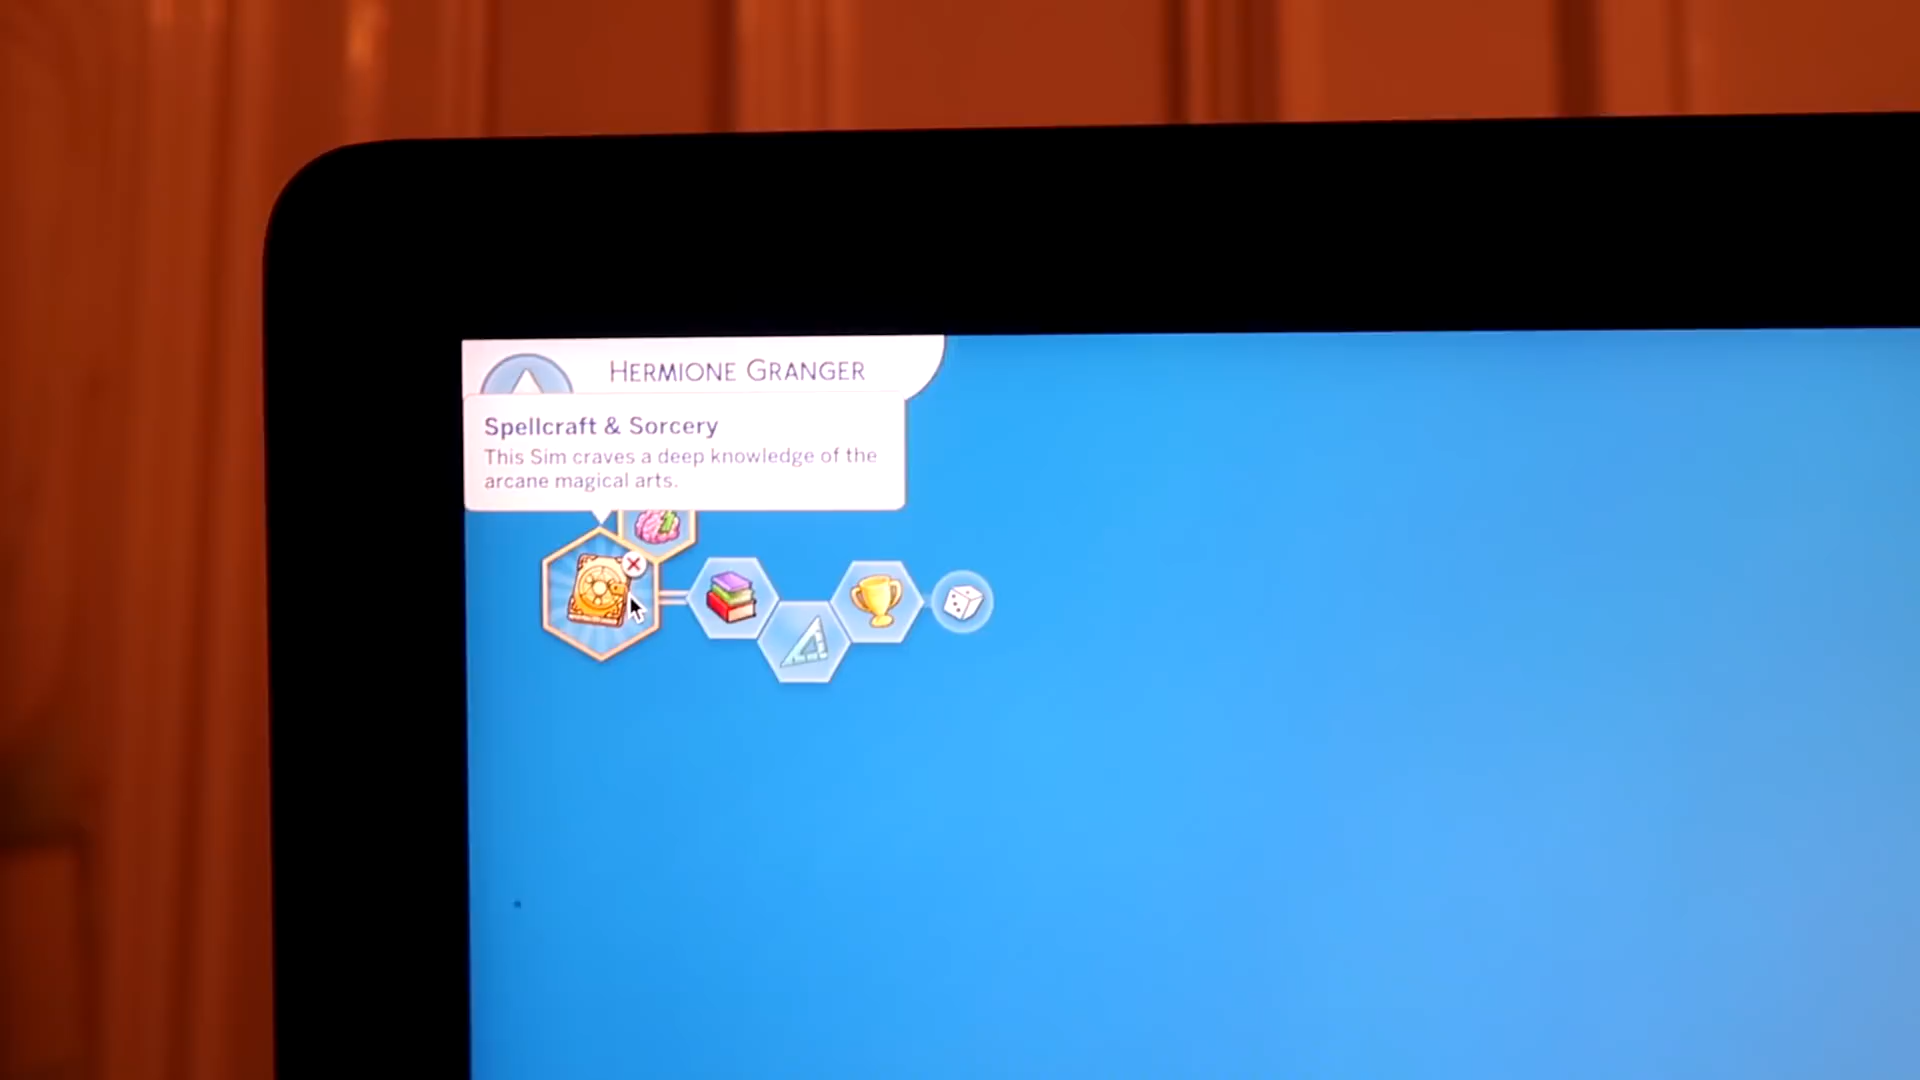 HERMIONE GRANGER
Spellcraft & Sorcery
This Sim craves a deep knowledge of the
arcane magical arts.